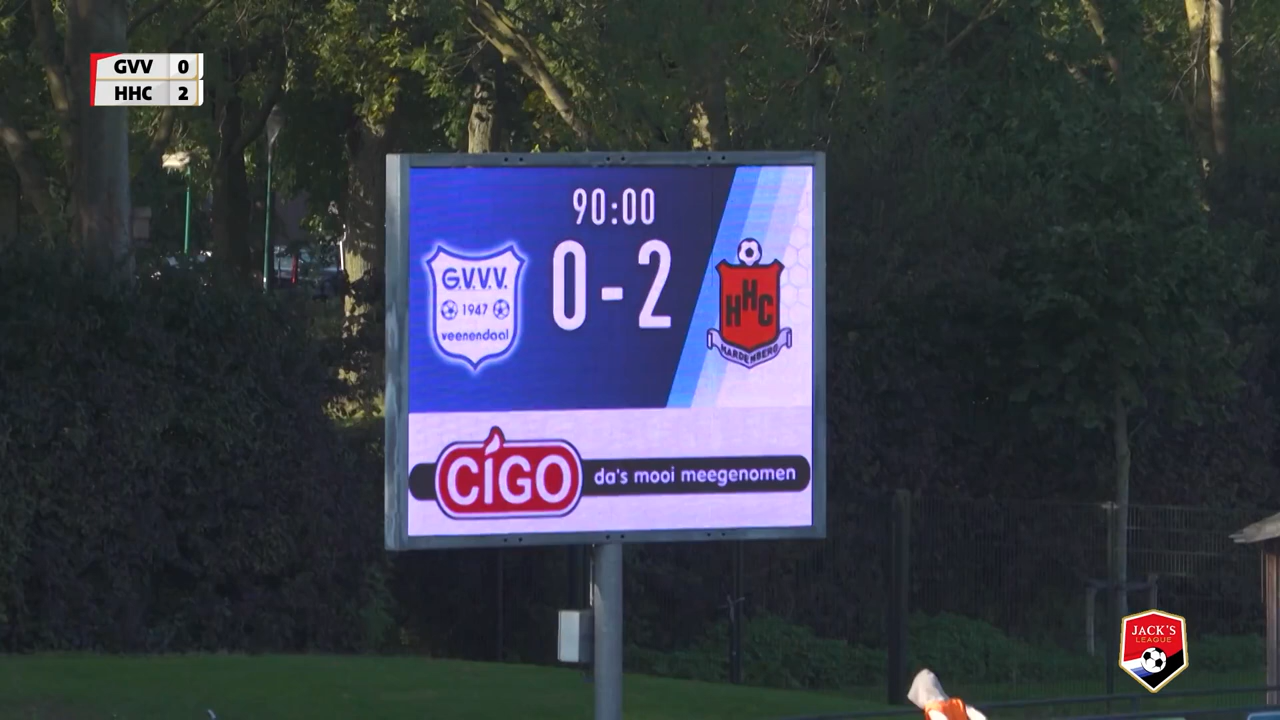 GVV 0
HHC 2
90:00
0-2
G.V.V.V.
1947
veenendaal
HHC
HARDENBERG
CIGO
da's mooi meegenomen
JACK'S
LEAGUE